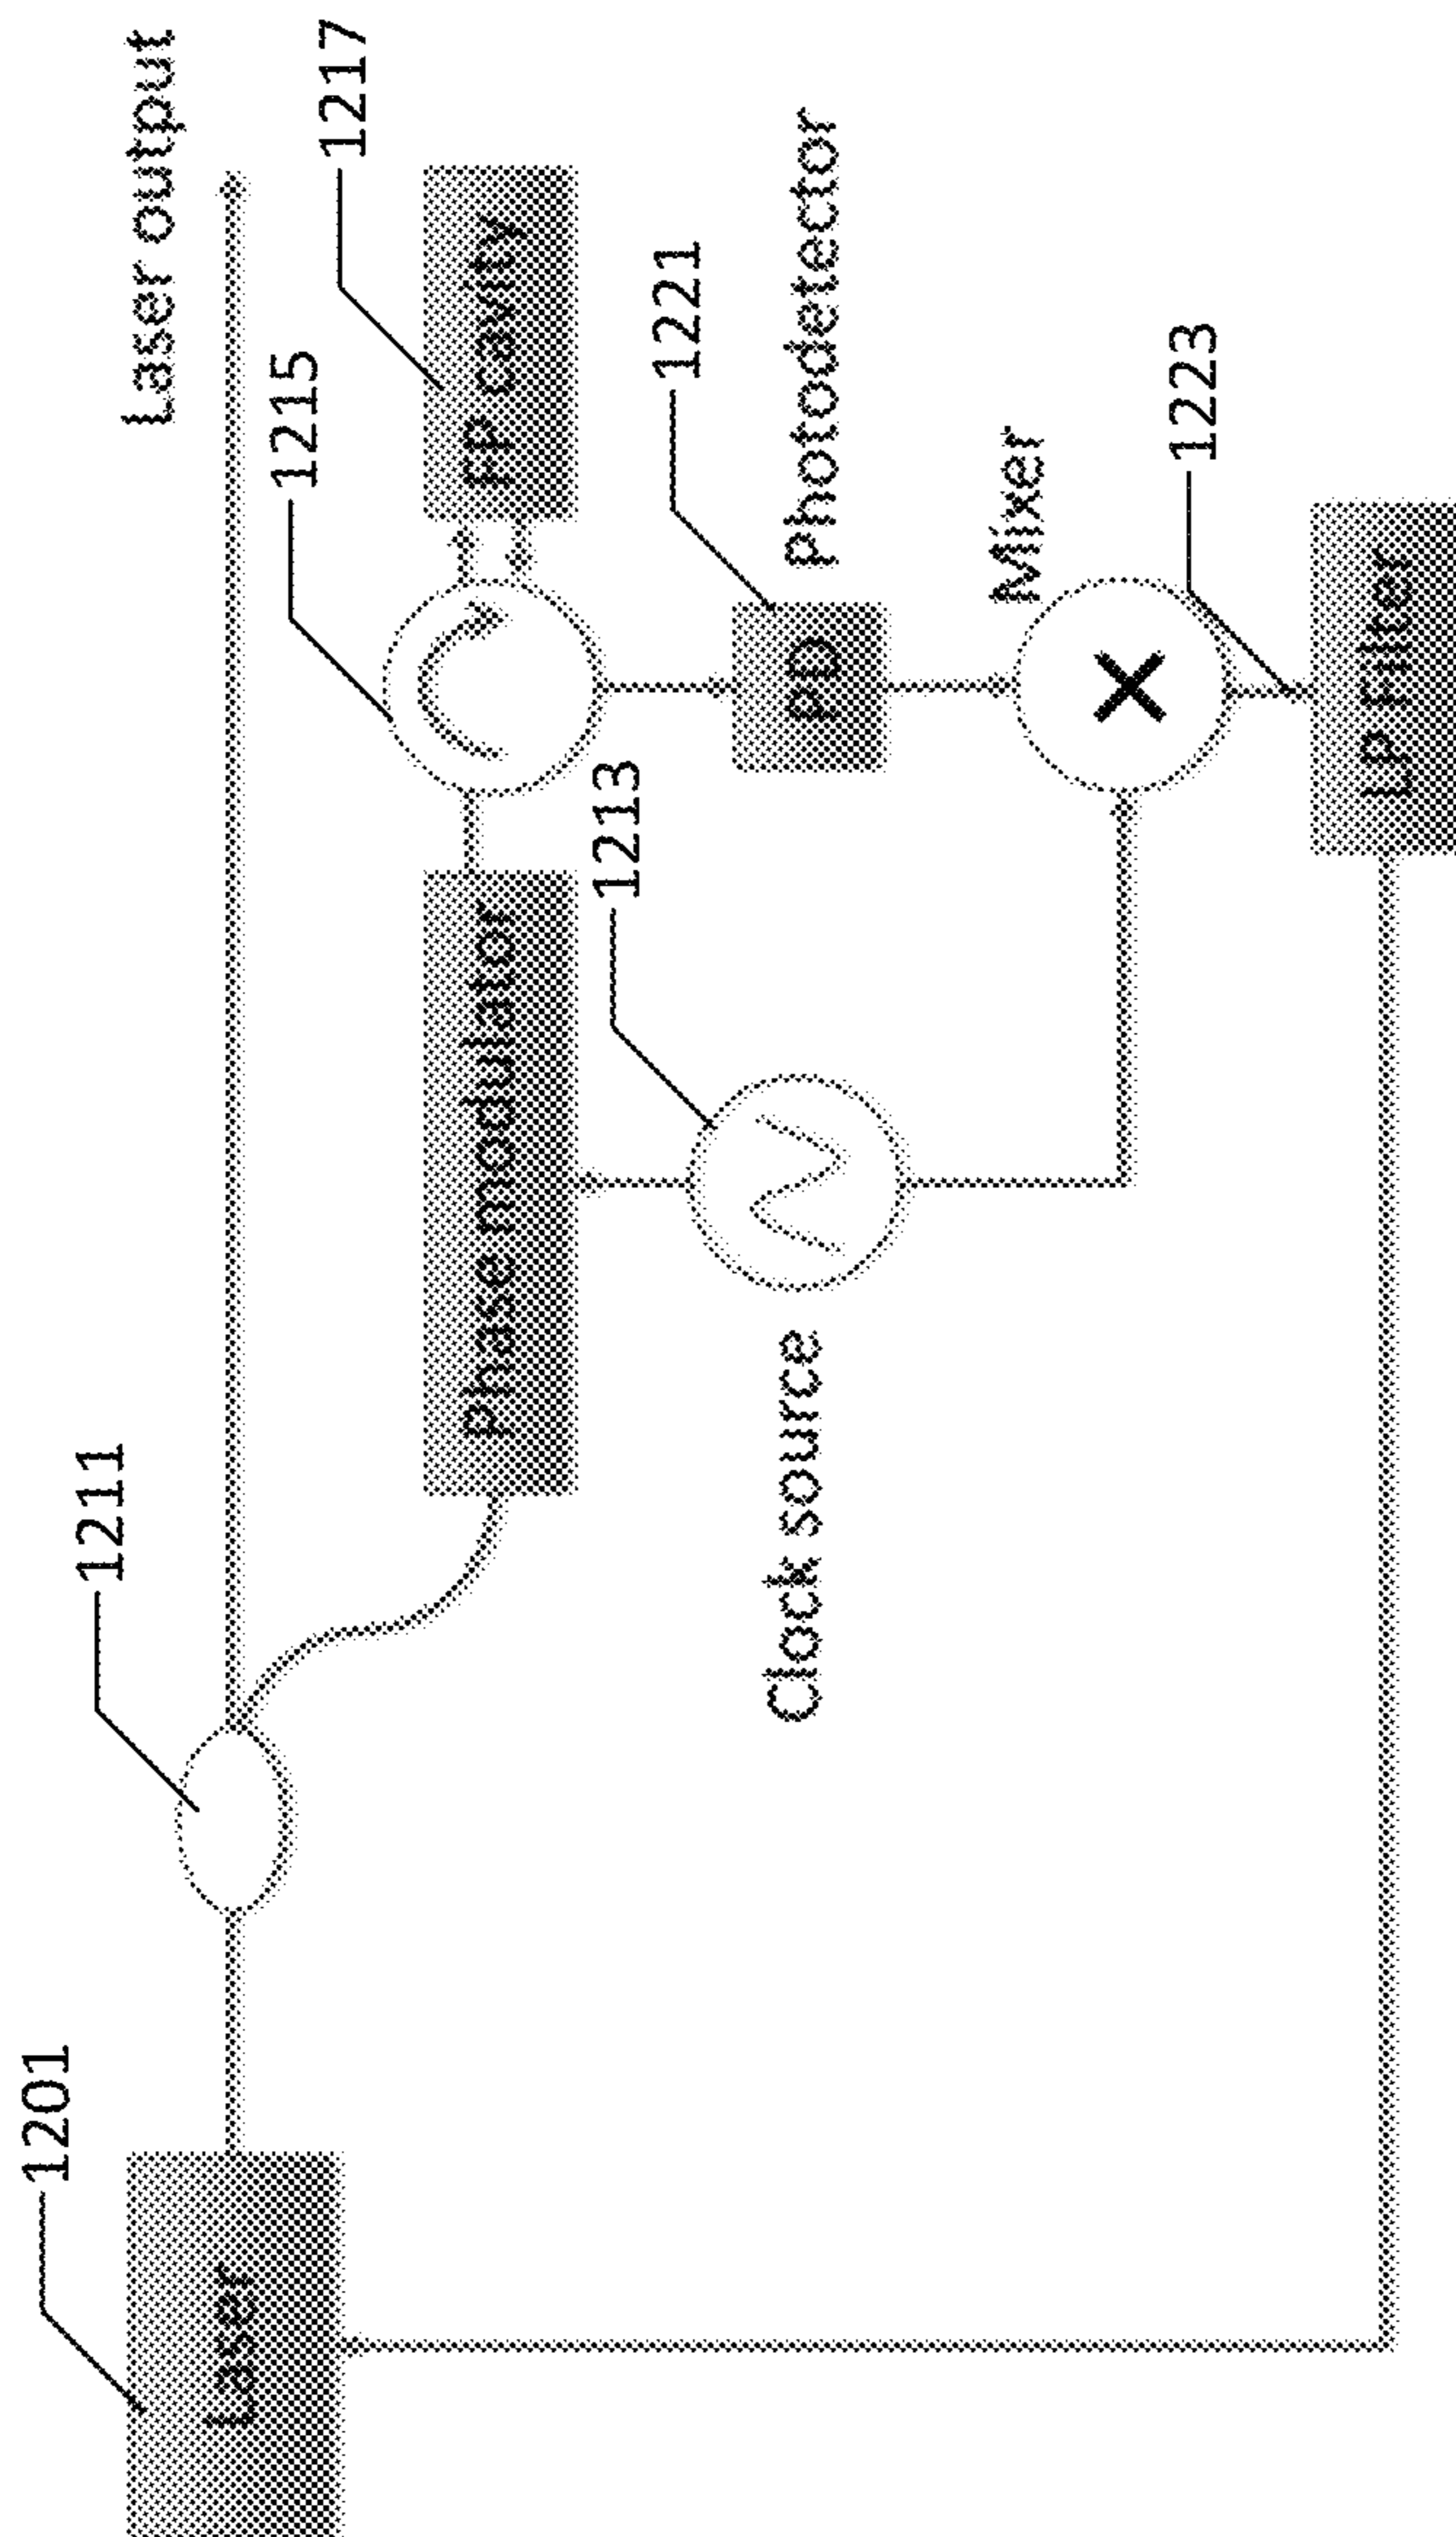 Laser output
1201
1211
1215
1217
Laser
Phase modulator
FP cavity
1213
1221
Clock source
PD
Photodetector
Mixer
1223
Lp Filter